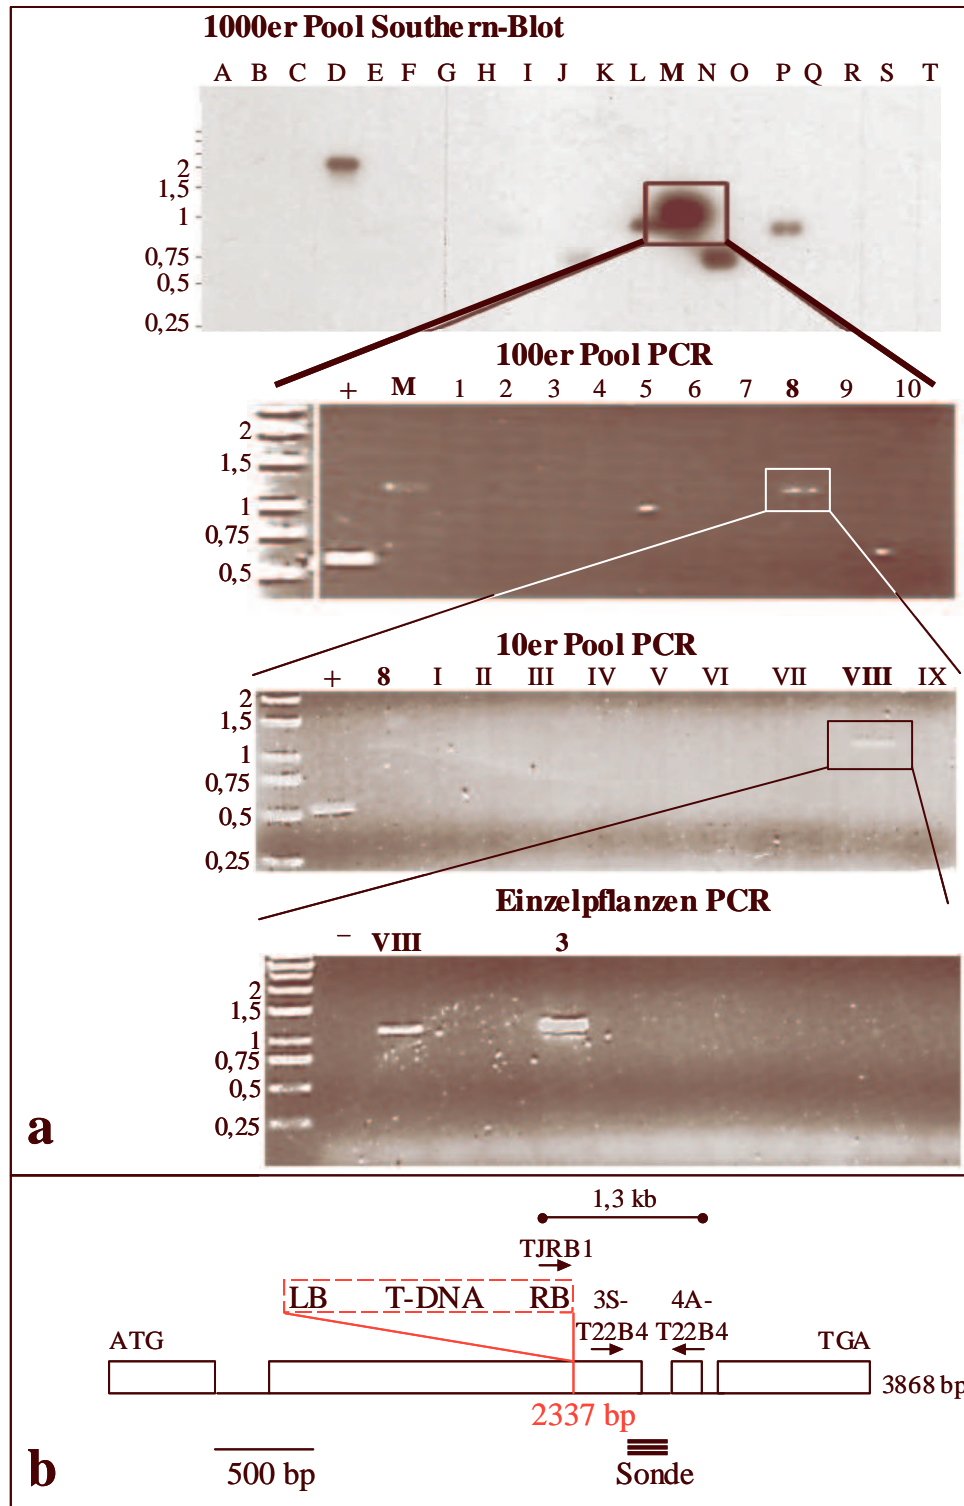 1000er Pool Southern-Blot
A B C D E F G H I J K L M N O P Q R S T
2
1,5
1
0,75
0,5
0,25
100er Pool PCR
+ M 1 2 3 4 5 6 7 8 9 10
2
1,5
1
0,75
0,5
10er Pool PCR
+ 8 I II III IV V VI VII VIII IX
2
1,5
1
0,75
0,5
0,25
Einzelpflanzen PCR
– VIII 3
2
1,5
1
0,75
0,5
0,25
a
1,3 kb
TJRB1
LB T-DNA RB
3S-
T22B4
4A-
T22B4
ATG
TGA
3868 bp
2337 bp
500 bp
Sonde
b